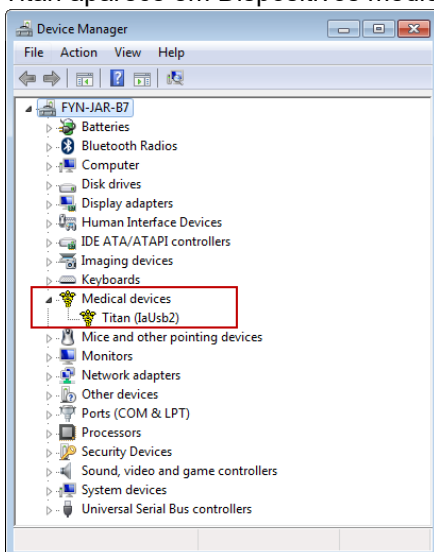 Titan aparece em Dispositivos Médic
Device Manager
File Action View Help
FYN-JAR-B7
Batteries
Bluetooth Radios
Computer
Disk drives
Display adapters
Human Interface Devices
IDE ATA/ATAPI controllers
Imaging devices
Keyboards
Medical devices
Titan (IaUsb2)
Mice and other pointing devices
Monitors
Network adapters
Other devices
Ports (COM & LPT)
Processors
Security Devices
Sound, video and game controllers
System devices
Universal Serial Bus controllers